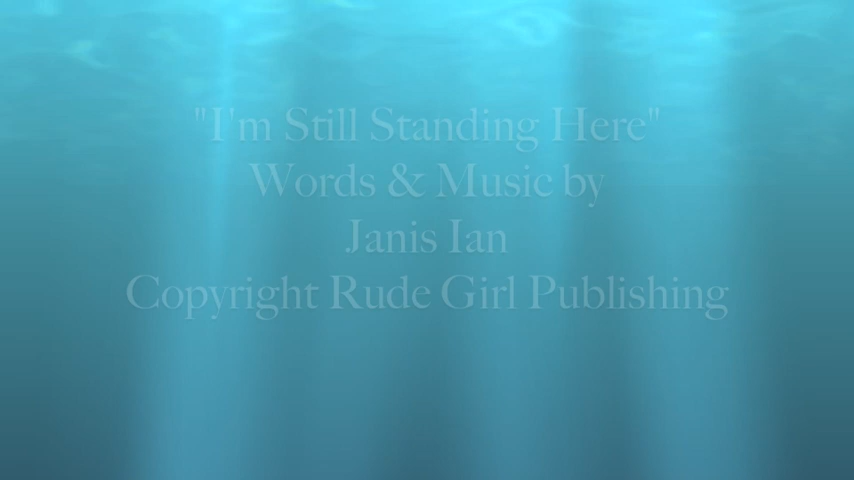 "I'm Still Standing Here"
Words & Music by
Janis Ian
Copyright Rude Girl Publishing